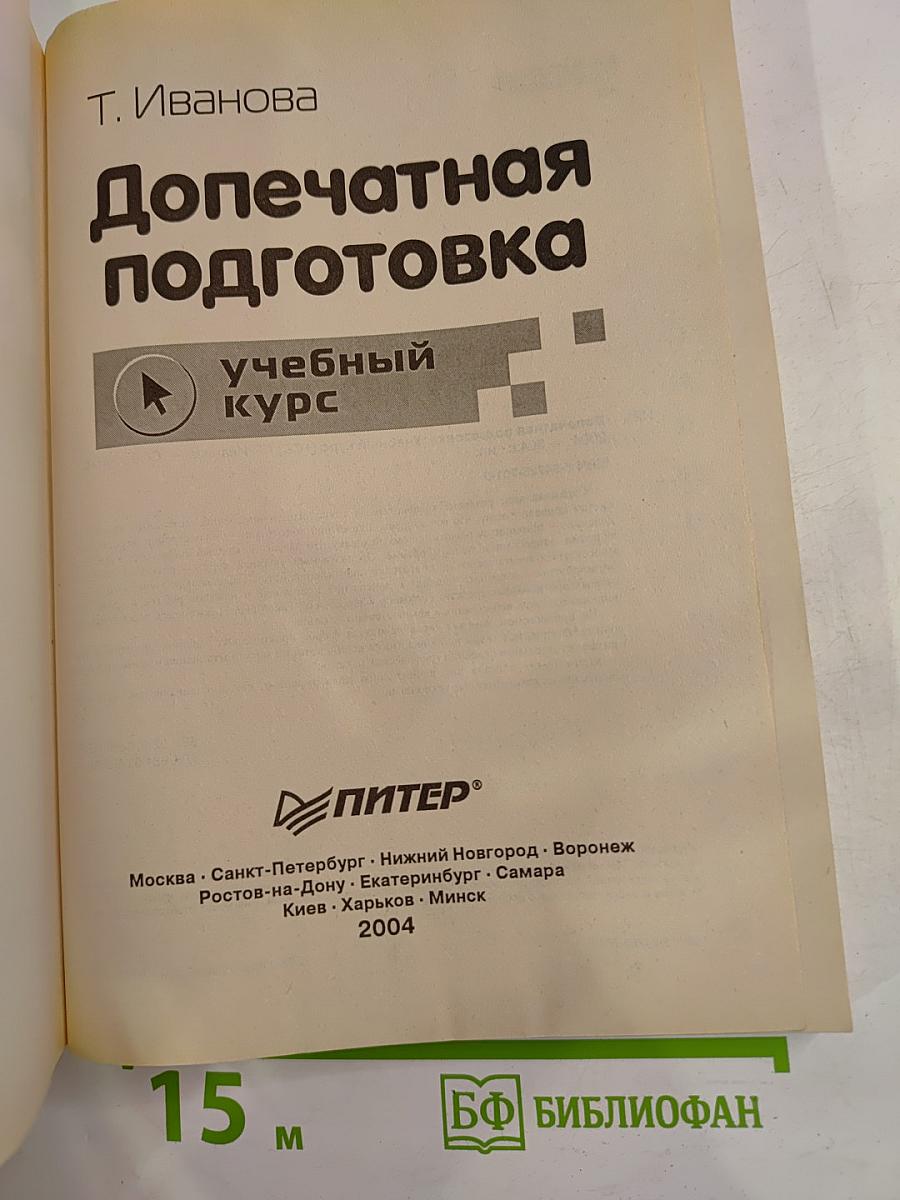 Т. Иванова
Допечатная
подготовка
учебный
курс
ПИТЕР®
Москва · Санкт-Петербург · Нижний Новгород · Воронеж
Ростов-на-Дону · Екатеринбург · Самара
Киев · Харьков · Минск
2004
15 м
БФ БИБЛИОФАН